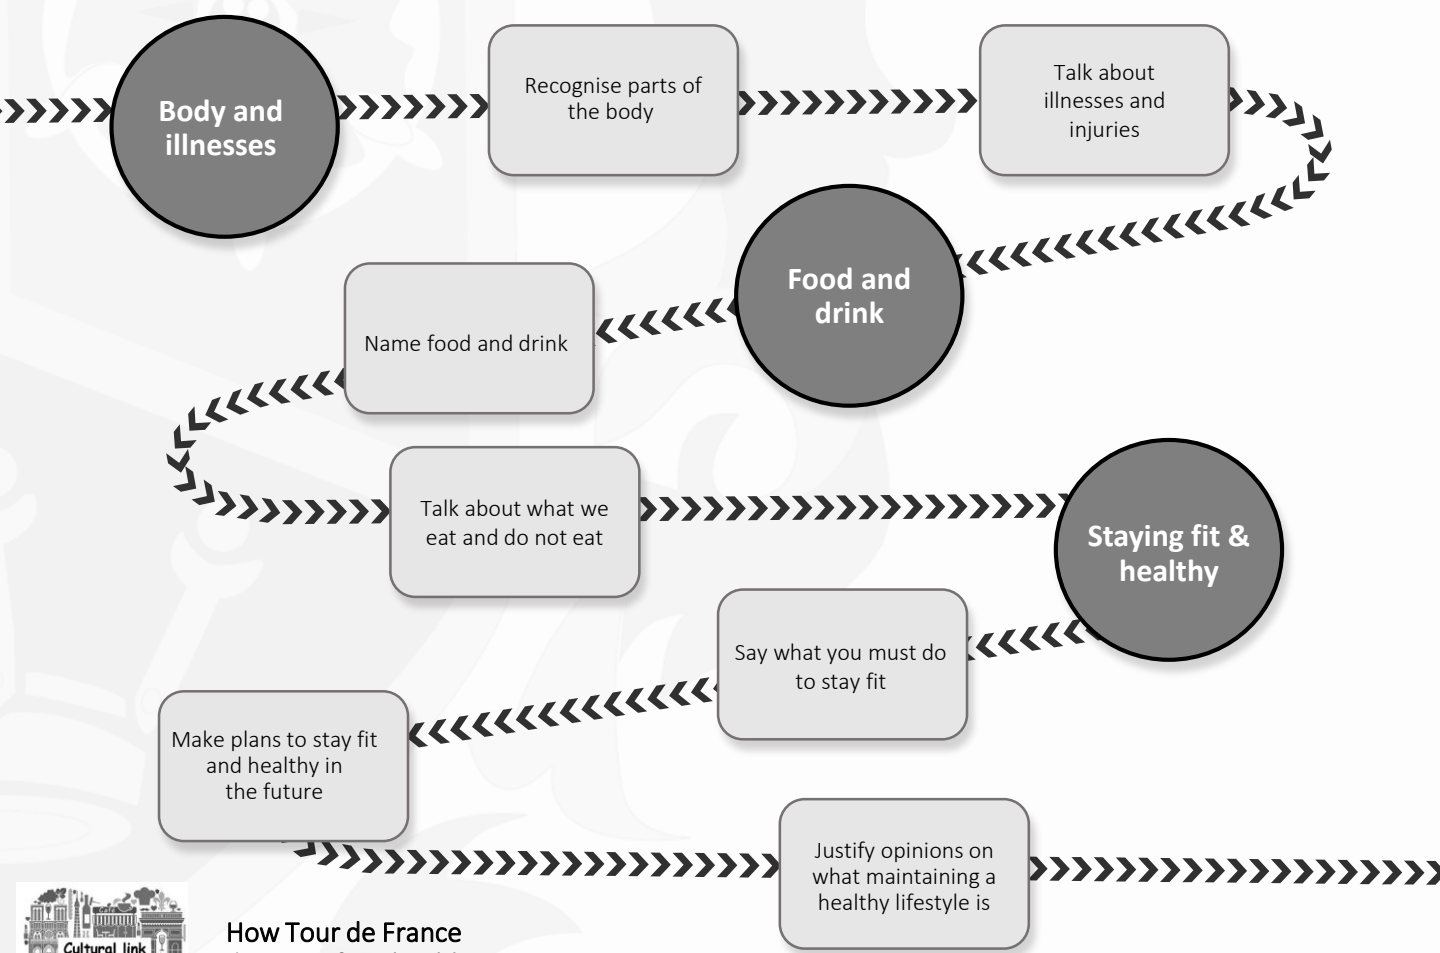 Body and
illnesses
Recognise parts of
the body
Talk about
illnesses and
injuries
Food and
drink
Name food and drink
Talk about what we
eat and do not eat
Staying fit &
healthy
Say what you must do
to stay fit
Make plans to stay fit
and healthy in
the future
Justify opinions on
what maintaining a
healthy lifestyle is
Cultural link
How Tour de France